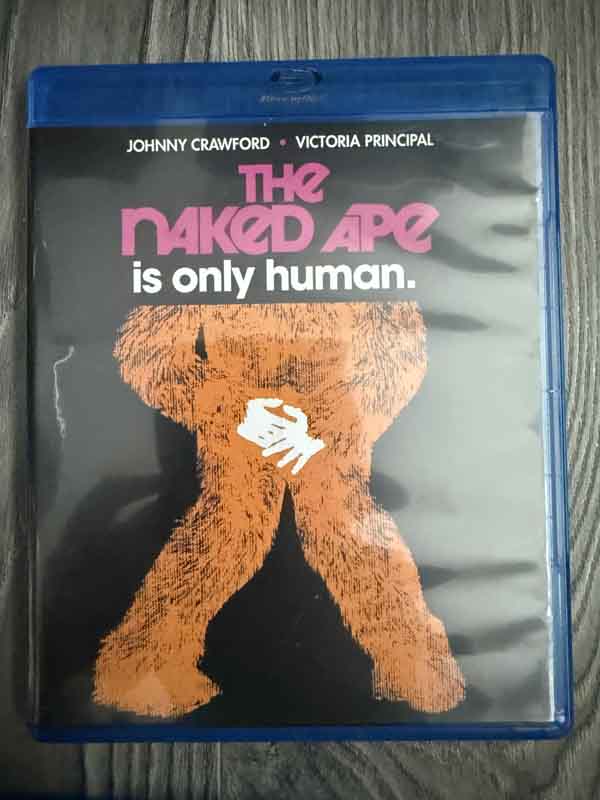 JOHNNY CRAWFORD • VICTORIA PRINCIPAL
THE
NAKED APE
is only human.